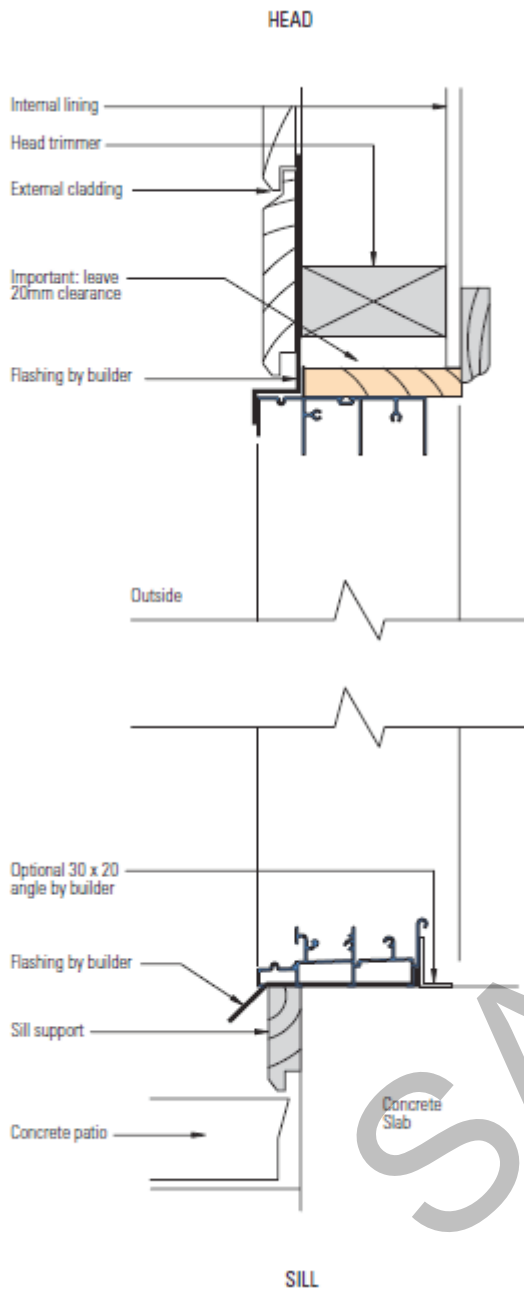 HEAD
Internal lining
Head trimmer
External cladding
Important: leave
20mm clearance
Flashing by builder
Outside
Optional 30 x 20
angle by builder
Flashing by builder
Sill support
Concrete
Slab
Concrete patio
SA
SILL